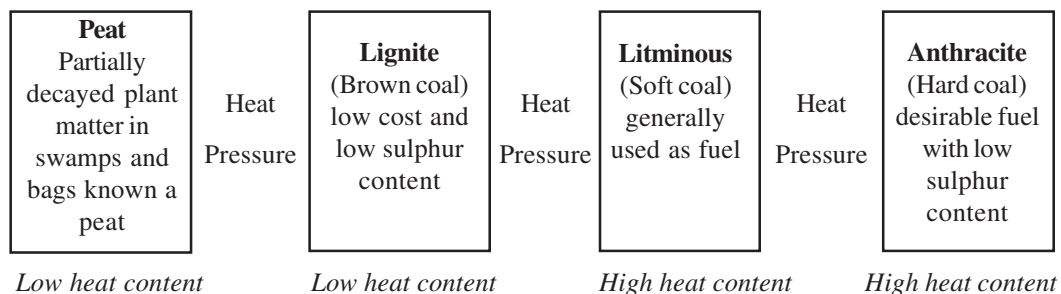 Peat
Partially
decayed plant
matter in
swamps and
bags known a
peat
Heat
Pressure
Lignite
(Brown coal)
low cost and
low sulphur
content
Heat
Pressure
Litminous
(Soft coal)
generally
used as fuel
Heat
Pressure
Anthracite
(Hard coal)
desirable fuel
with low
sulphur
content
Low heat content
Low heat content
High heat content
High heat content